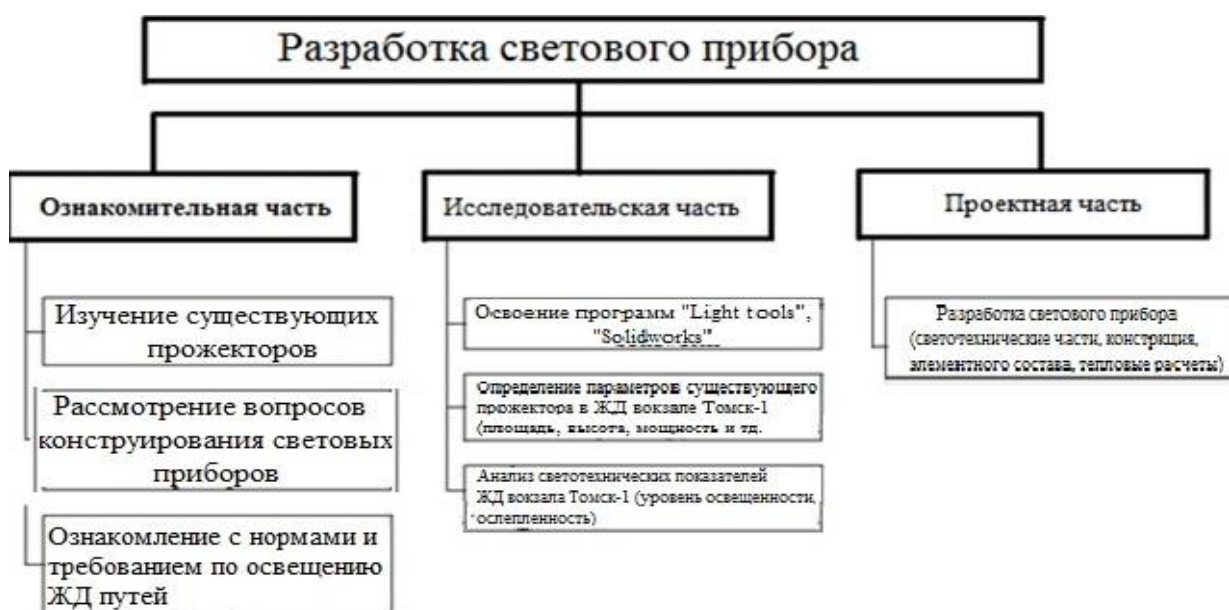 Разработка светового прибора
Ознакомительная часть
Исследовательская часть
Проектная часть
Изучение существующих
прожекторов
Рассмотрение вопросов
конструирования световых
приборов
Ознакомление с нормами и
требованием по освещению
ЖД путей
Освоение программ "Light tools",
"Solidworks"
Определение параметров существующего
прожектора в ЖД вокзале Томск-1
(площадь, высота, мощность и тд.
Анализ светотехнических показателей
ЖД вокзала Томск-1 (уровень освещенности,
ослепленность)
Разработка светового прибора
(светотехнические части, конструкция,
элементного состава, тепловые расчеты)